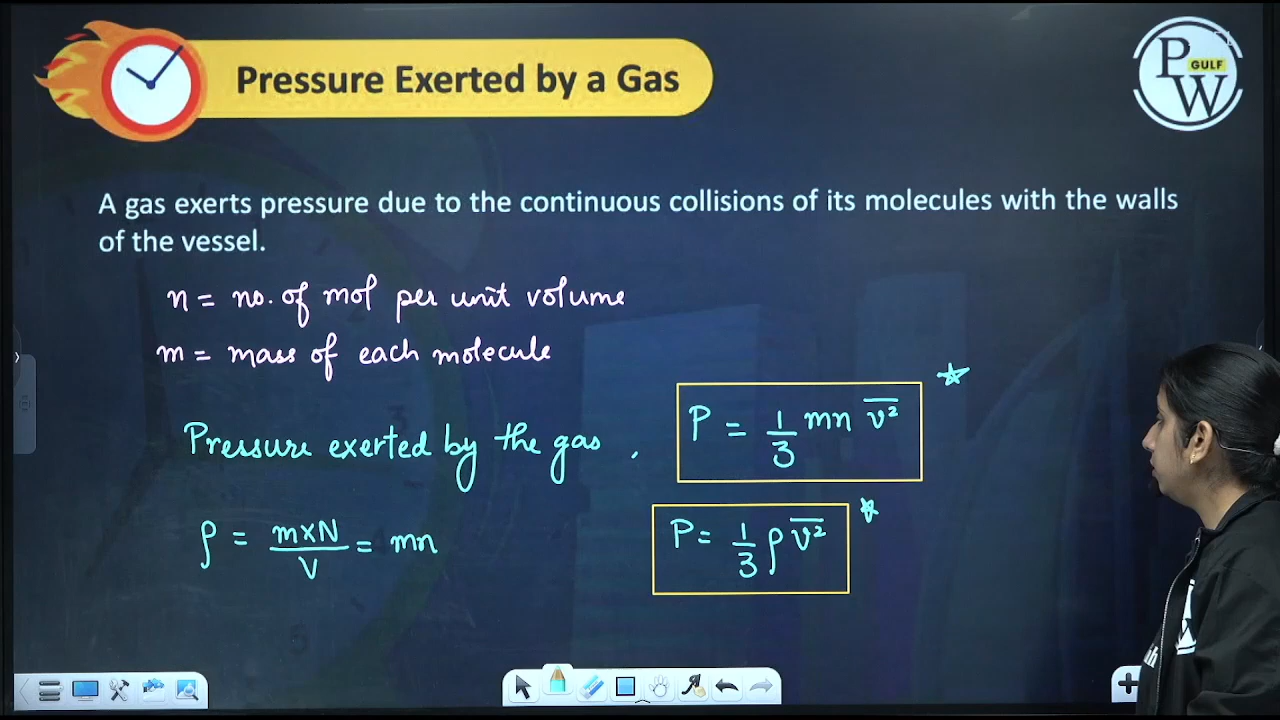 Pressure Exerted by a Gas
P W GULF
A gas exerts pressure due to the continuous collisions of its molecules with the walls
of the vessel.
n = no. of mol per unit volume
m = mass of each molecule
Pressure exerted by the gas, P = 1/3 mn v̅²
ρ = m×N/V = mn
P = 1/3 ρ v̅²
W